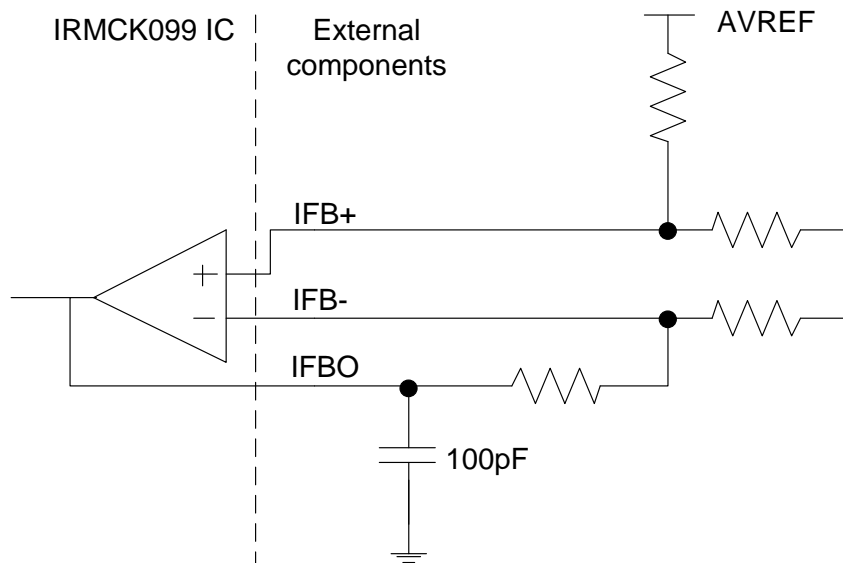 IRMCK099 IC
External
components
AVREF
IFB+
+
IFB-
−
IFBO
100pF